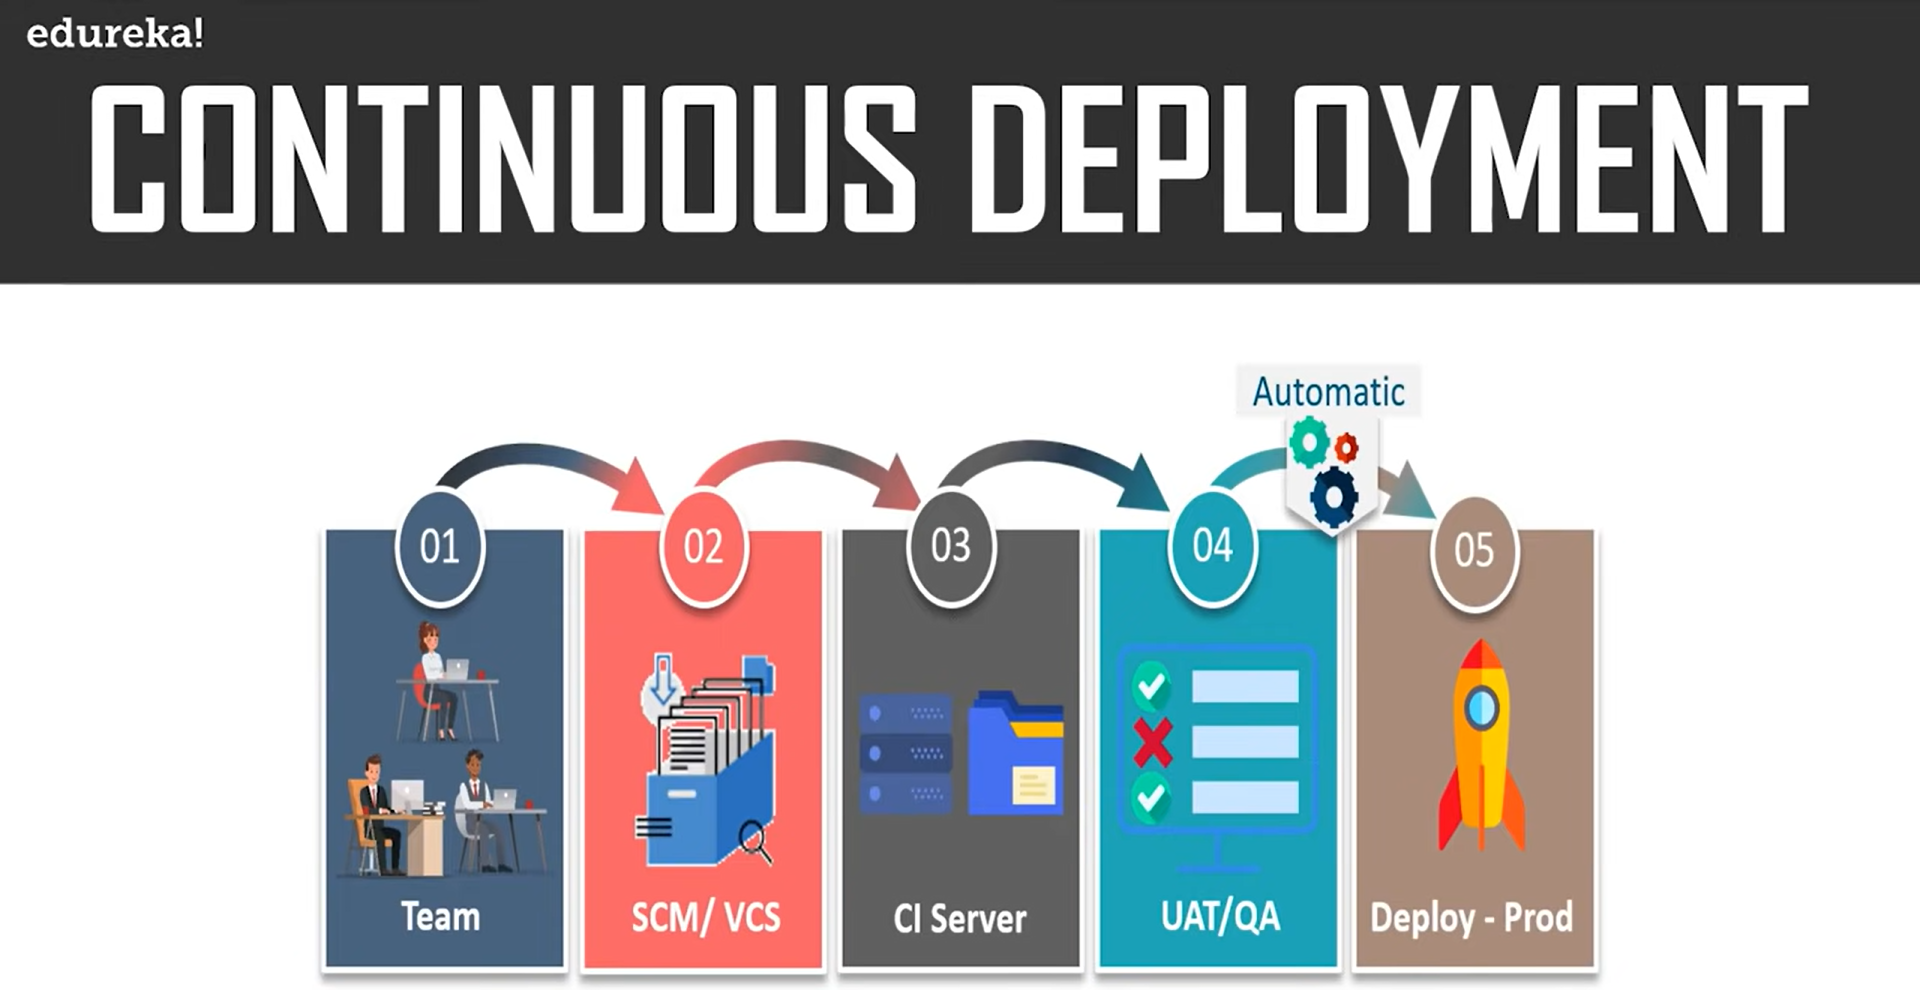 edureka!
CONTINUOUS DEPLOYMENT
Automatic
01
02
03
04
05
Team
SCM/ VCS
CI Server
UAT/QA
Deploy - Prod